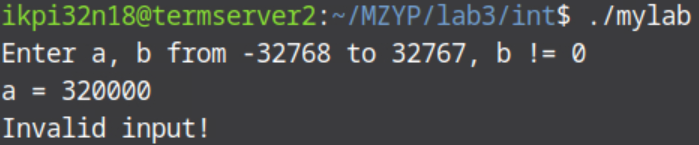 ikpi32n18@termserver2:~/MZYP/lab3/int$ ./mylab
Enter a, b from -32768 to 32767, b != 0
a = 320000
Invalid input!